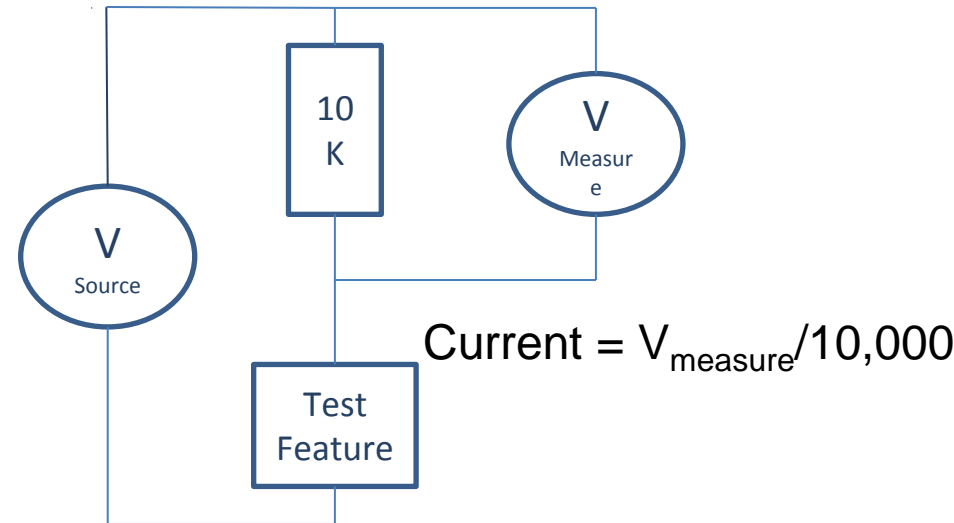 10
K
V
Measur
e
V
Source
Current = Vmeasure/10,000
Test
Feature